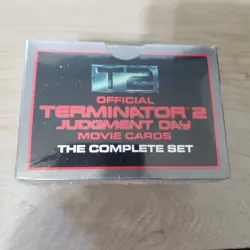 T2
OFFICIAL
TERMINATOR 2
JUDGMENT DAY
MOVIE CARDS
THE COMPLETE SET